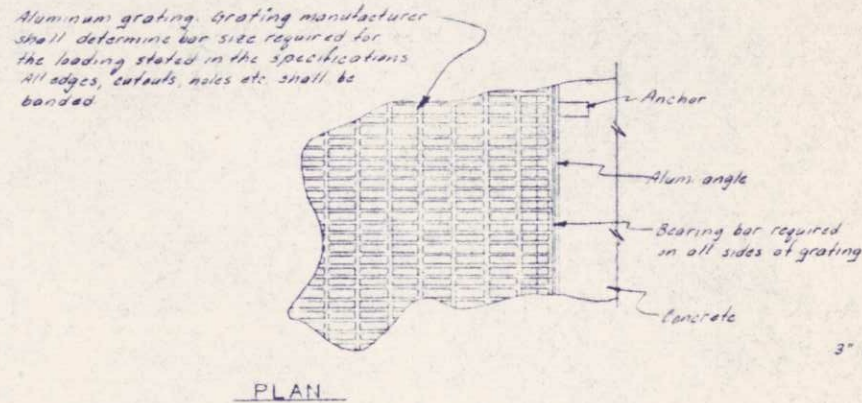 Aluminum grating. Grating manufacturer
shall determine bar size required for
the loading stated in the specifications
All edges, cutouts, holes etc. shall be
banded
Anchor
Alum. angle
Bearing bar required
on all sides of grating
Concrete
3"
PLAN